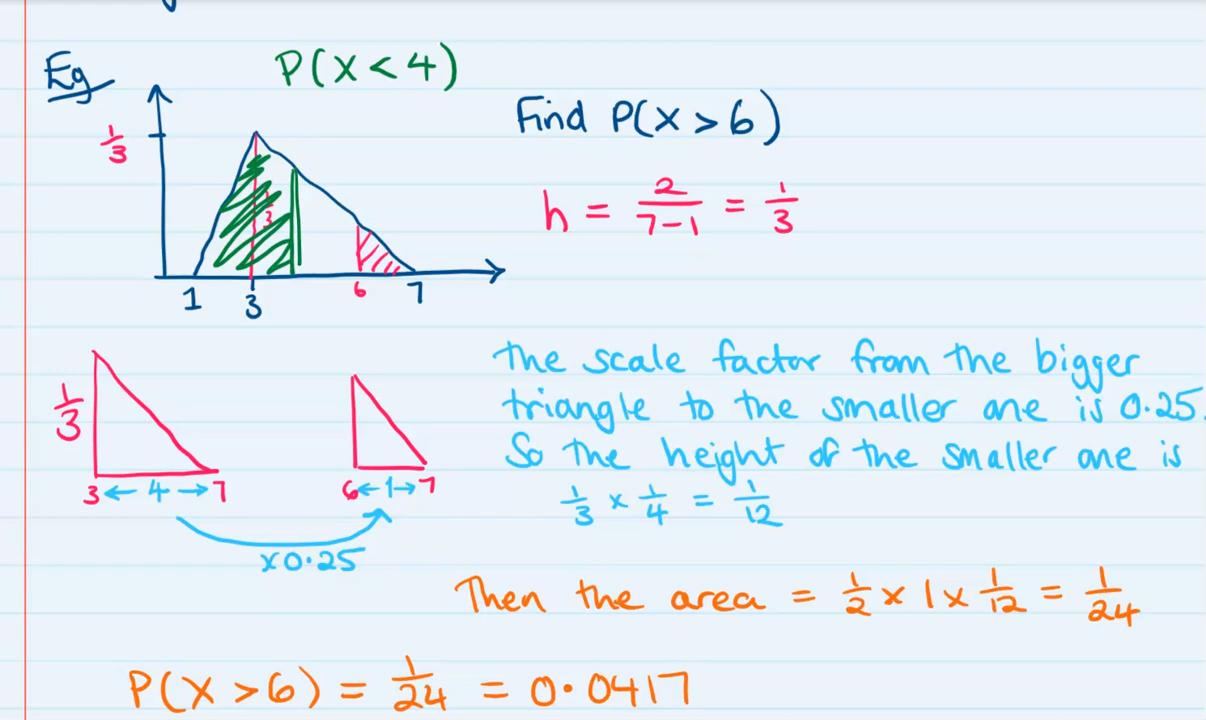 Eg
P(X < 4)
Find P(X > 6)
1/3
h = 2/(7-1) = 1/3
1/3
1 3 6 7
The scale factor from the bigger
triangle to the smaller one is 0.25.
So the height of the smaller one is
1/3 × 1/4 = 1/12
1/3
3 ← 4 → 7
6 ← 1 → 7
×0.25
Then the area = 1/2 × 1 × 1/12 = 1/24
P(X > 6) = 1/24 = 0.0417